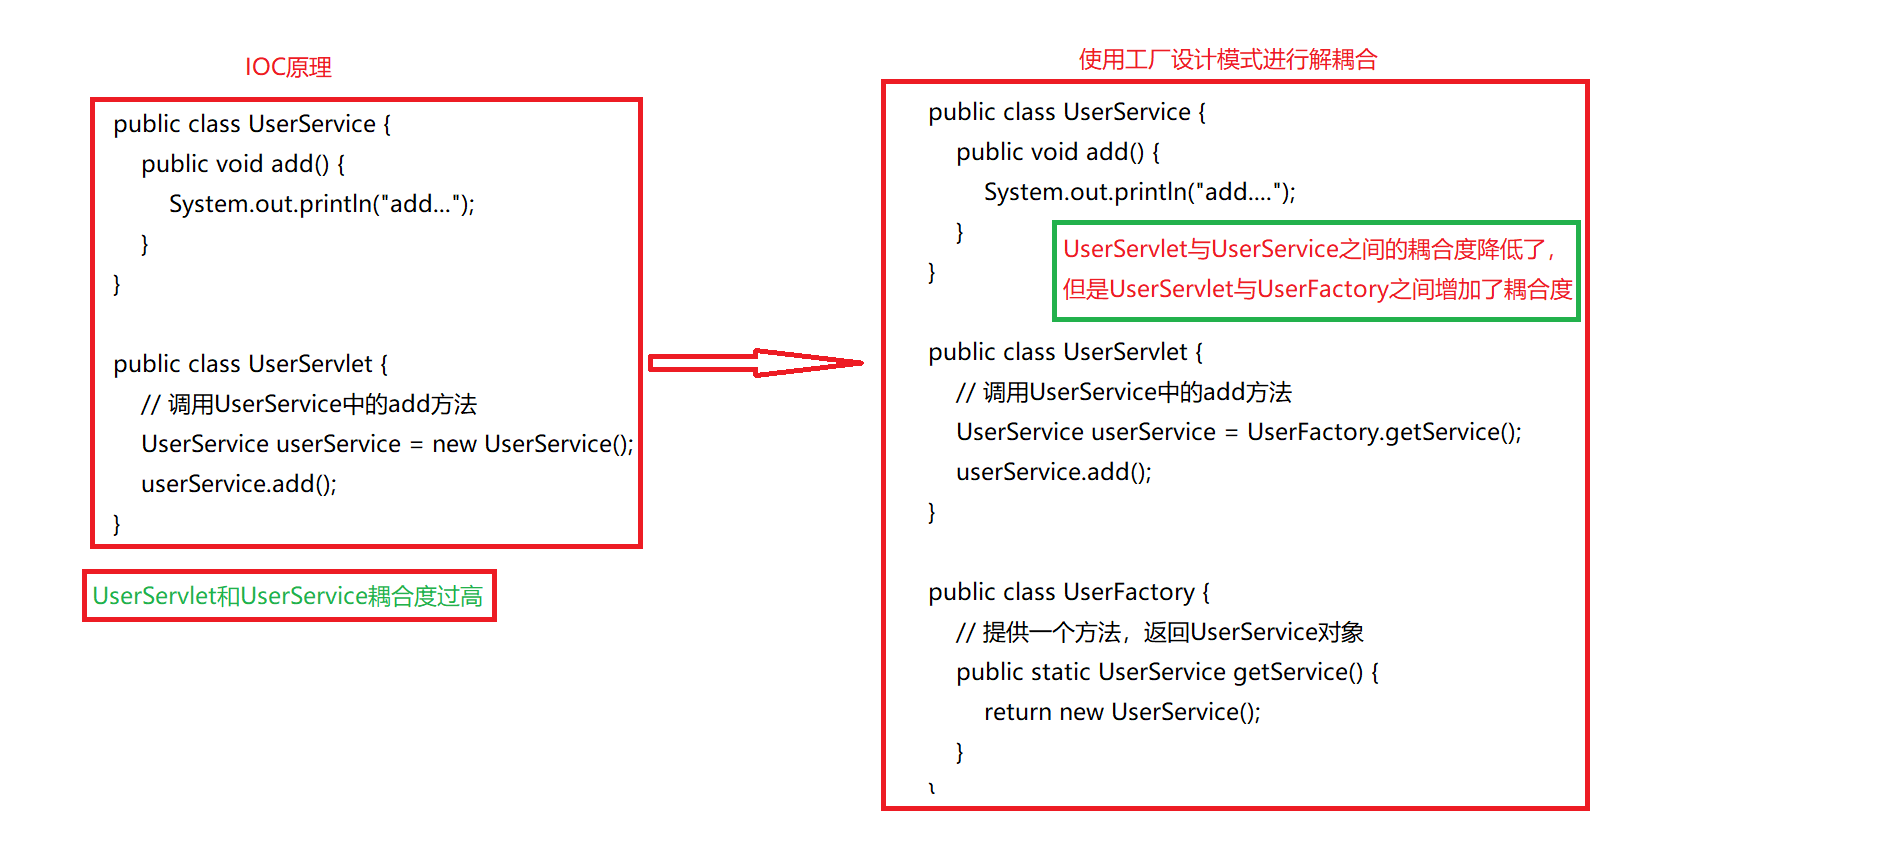 IOC原理
public class UserService {
public void add() {
System.out.println("add...");
}
}
public class UserServlet {
// 调用UserService中的add方法
UserService userService = new UserService();
userService.add();
}
UserServlet和UserService耦合度过高
使用工厂设计模式进行解耦合
public class UserService {
public void add() {
System.out.println("add....");
}
}
UserServlet与UserService之间的耦合度降低了，
但是UserServlet与UserFactory之间增加了耦合度
public class UserServlet {
// 调用UserService中的add方法
UserService userService = UserFactory.getService();
userService.add();
}
public class UserFactory {
// 提供一个方法，返回UserService对象
public static UserService getService() {
return new UserService();
}
}